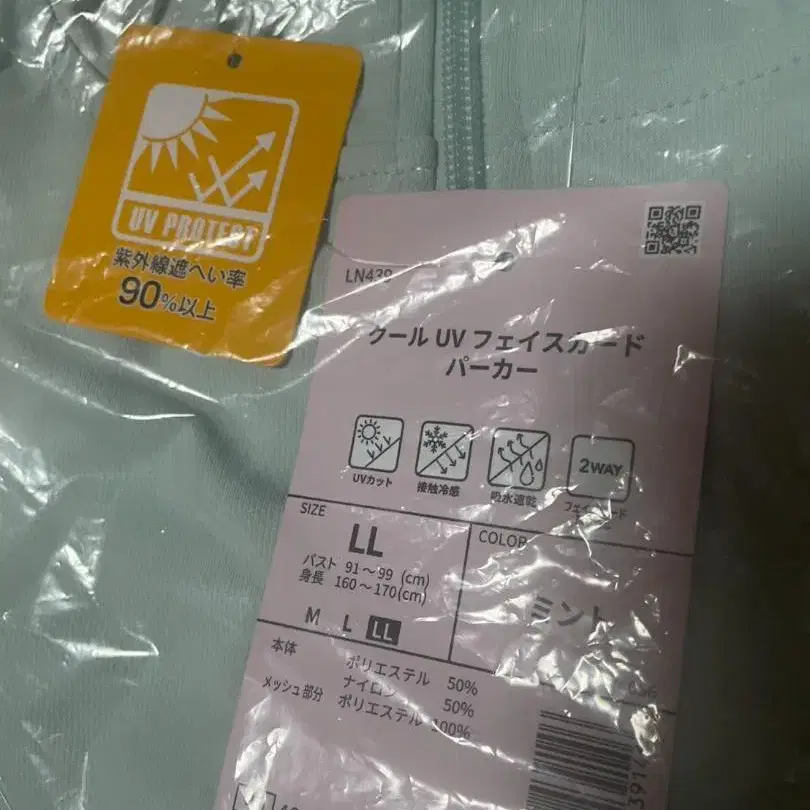 UV PROTECT
紫外線遮へい率
90%以上
LN439
クール UV フェイスガード
パーカー
UVカット
接触冷感
吸水速乾
2WAY
SIZE
LL
バスト 91～99 (cm)
身長 160～170(cm)
M L LL
COLOR
ミント
本体
ポリエステル 50%
ナイロン 50%
メッシュ部分 ポリエステル 100%